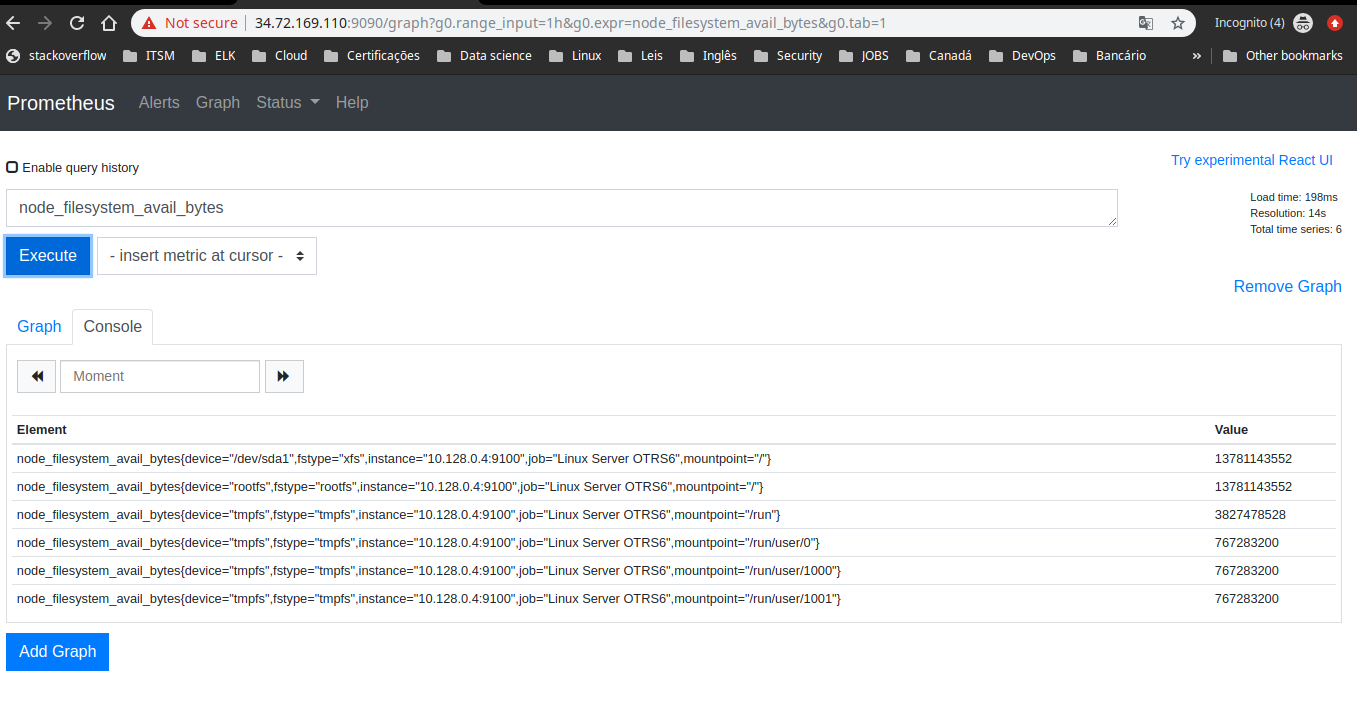 Not secure 34.72.169.110:9090/graph?g0.range_input=1h&g0.expr=node_filesystem_avail_bytes&g0.tab=1 Incognito (4)
stackoverflow ITSM ELK Cloud Certificações Data science Linux Leis Inglês Security JOBS Canadá DevOps Bancário » Other bookmarks
Prometheus Alerts Graph Status Help
Try experimental React UI
Enable query history
Load time: 198ms
Resolution: 14s
Total time series: 6
node_filesystem_avail_bytes
Execute - insert metric at cursor -
Remove Graph
Graph Console
Moment
Element Value
node_filesystem_avail_bytes{device="/dev/sda1",fstype="xfs",instance="10.128.0.4:9100",job="Linux Server OTRS6",mountpoint="/"} 13781143552
node_filesystem_avail_bytes{device="rootfs",fstype="rootfs",instance="10.128.0.4:9100",job="Linux Server OTRS6",mountpoint="/"} 13781143552
node_filesystem_avail_bytes{device="tmpfs",fstype="tmpfs",instance="10.128.0.4:9100",job="Linux Server OTRS6",mountpoint="/run"} 3827478528
node_filesystem_avail_bytes{device="tmpfs",fstype="tmpfs",instance="10.128.0.4:9100",job="Linux Server OTRS6",mountpoint="/run/user/0"} 767283200
node_filesystem_avail_bytes{device="tmpfs",fstype="tmpfs",instance="10.128.0.4:9100",job="Linux Server OTRS6",mountpoint="/run/user/1000"} 767283200
node_filesystem_avail_bytes{device="tmpfs",fstype="tmpfs",instance="10.128.0.4:9100",job="Linux Server OTRS6",mountpoint="/run/user/1001"} 767283200
Add Graph